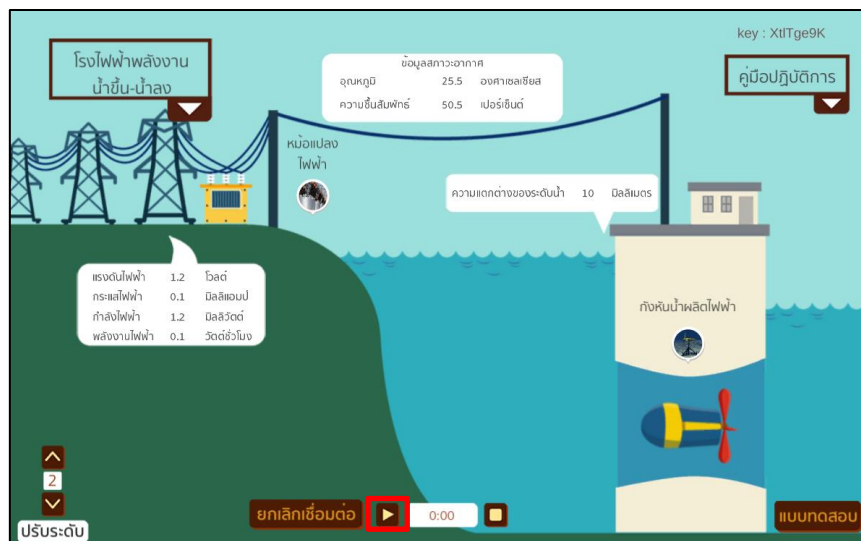 key : XtlTge9K
โรงไฟฟ้าพลังงาน
น้ำขึ้น-น้ำลง
ข้อมูลสภาวะอากาศ
อุณหภูมิ 25.5 องศาเซลเซียส
ความชื้นสัมพัทธ์ 50.5 เปอร์เซ็นต์
คู่มือปฏิบัติการ
หม้อแปลง
ไฟฟ้า
ความแตกต่างของระดับน้ำ 10 มิลลิเมตร
แรงดันไฟฟ้า 1.2 โวลต์
กระแสไฟฟ้า 0.1 มิลลิแอมป์
กำลังไฟฟ้า 1.2 มิลลิวัตต์
พลังงานไฟฟ้า 0.1 วัตต์ชั่วโมง
กังหันน้ำผลิตไฟฟ้า
2
ปรับระดับ
ยกเลิกเชื่อมต่อ 0:00
แบบทดสอบ